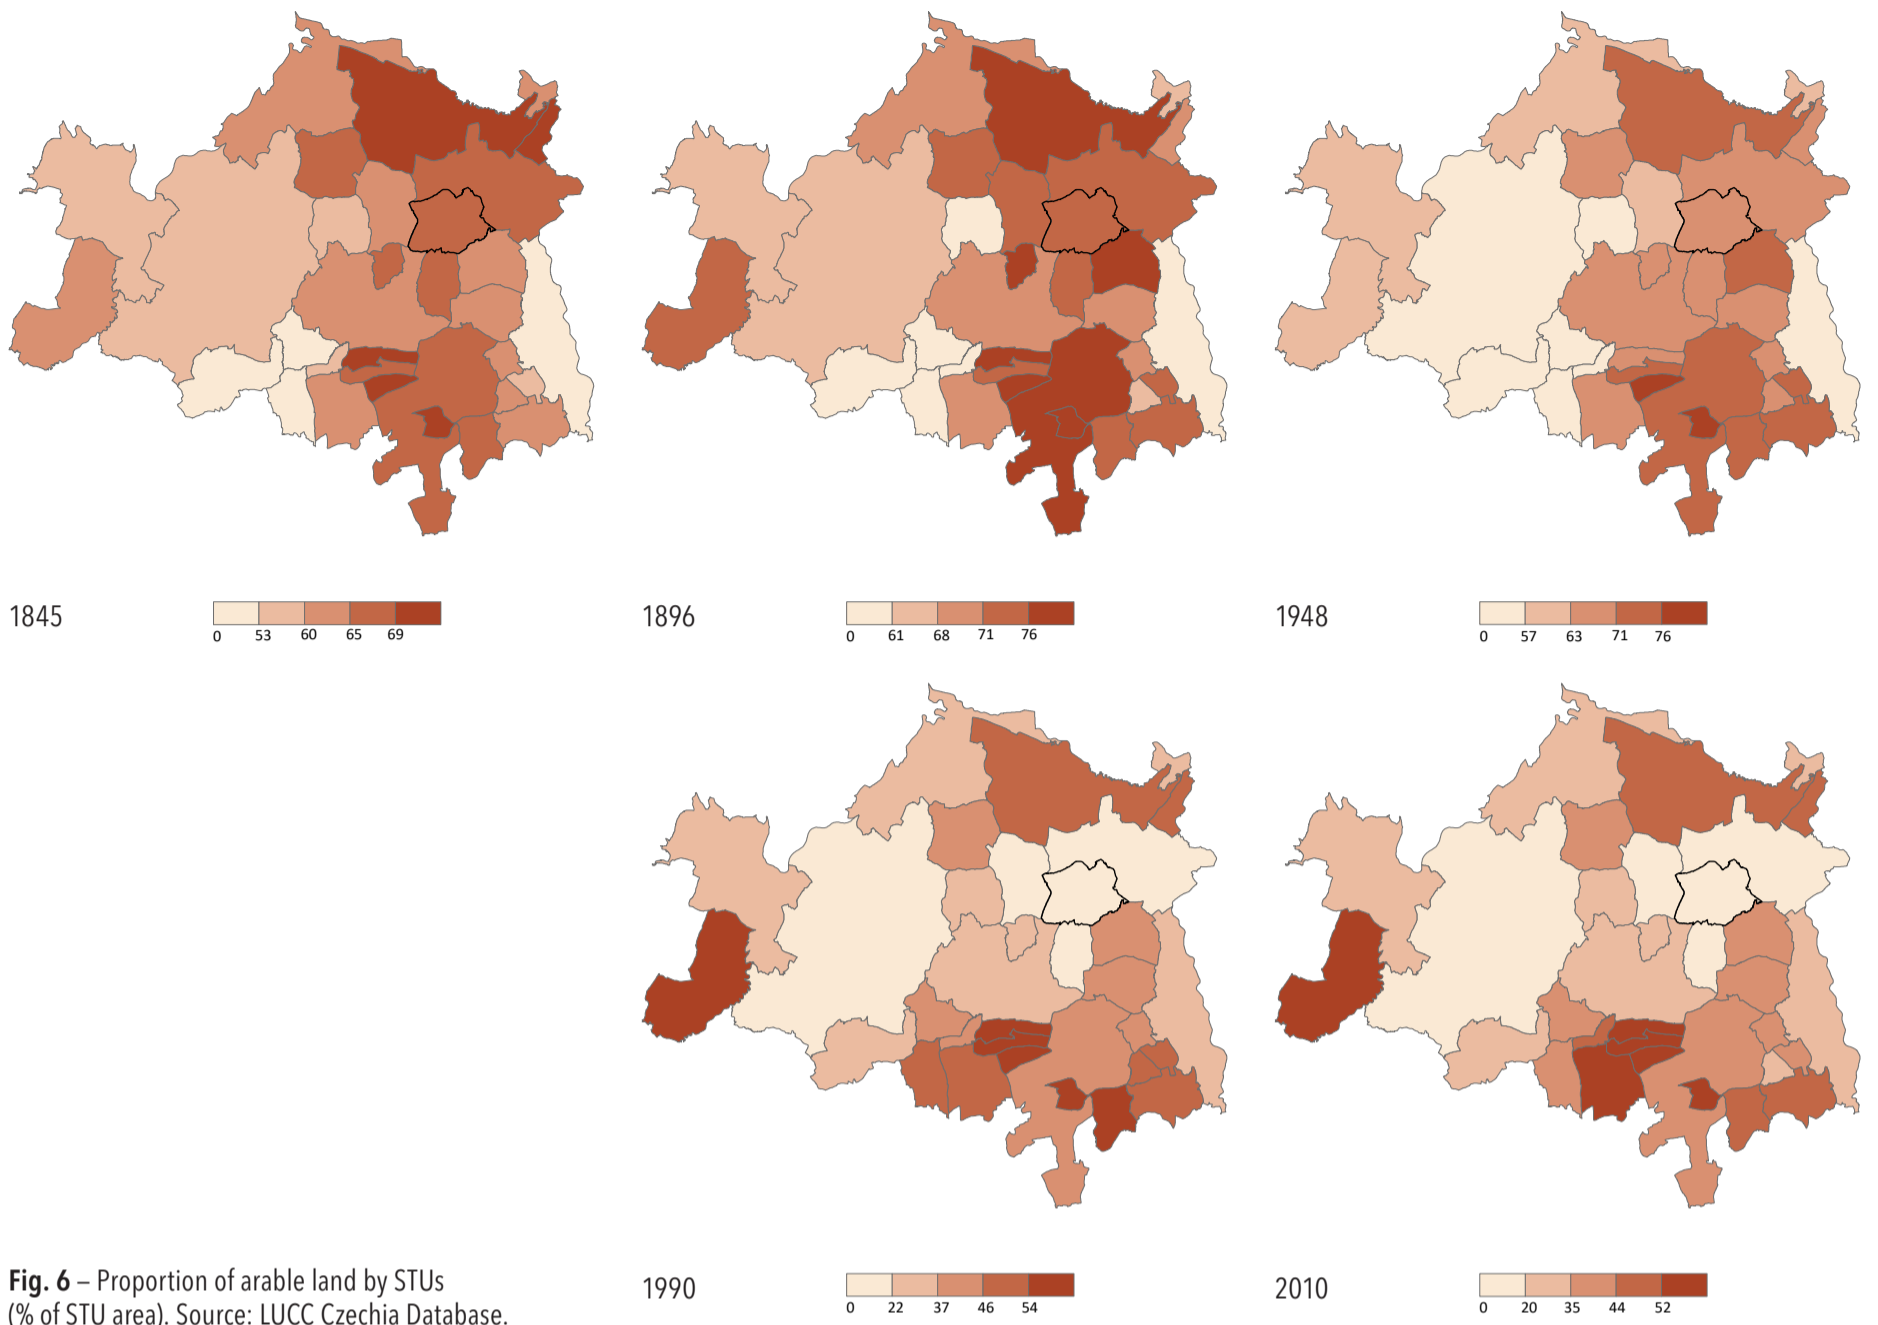 1845
0 53 60 65 69
1896
0 61 68 71 76
1948
0 57 63 71 76
Fig. 6 – Proportion of arable land by STUs
(% of STU area). Source: LUCC Czechia Database.
1990
0 22 37 46 54
2010
0 20 35 44 52